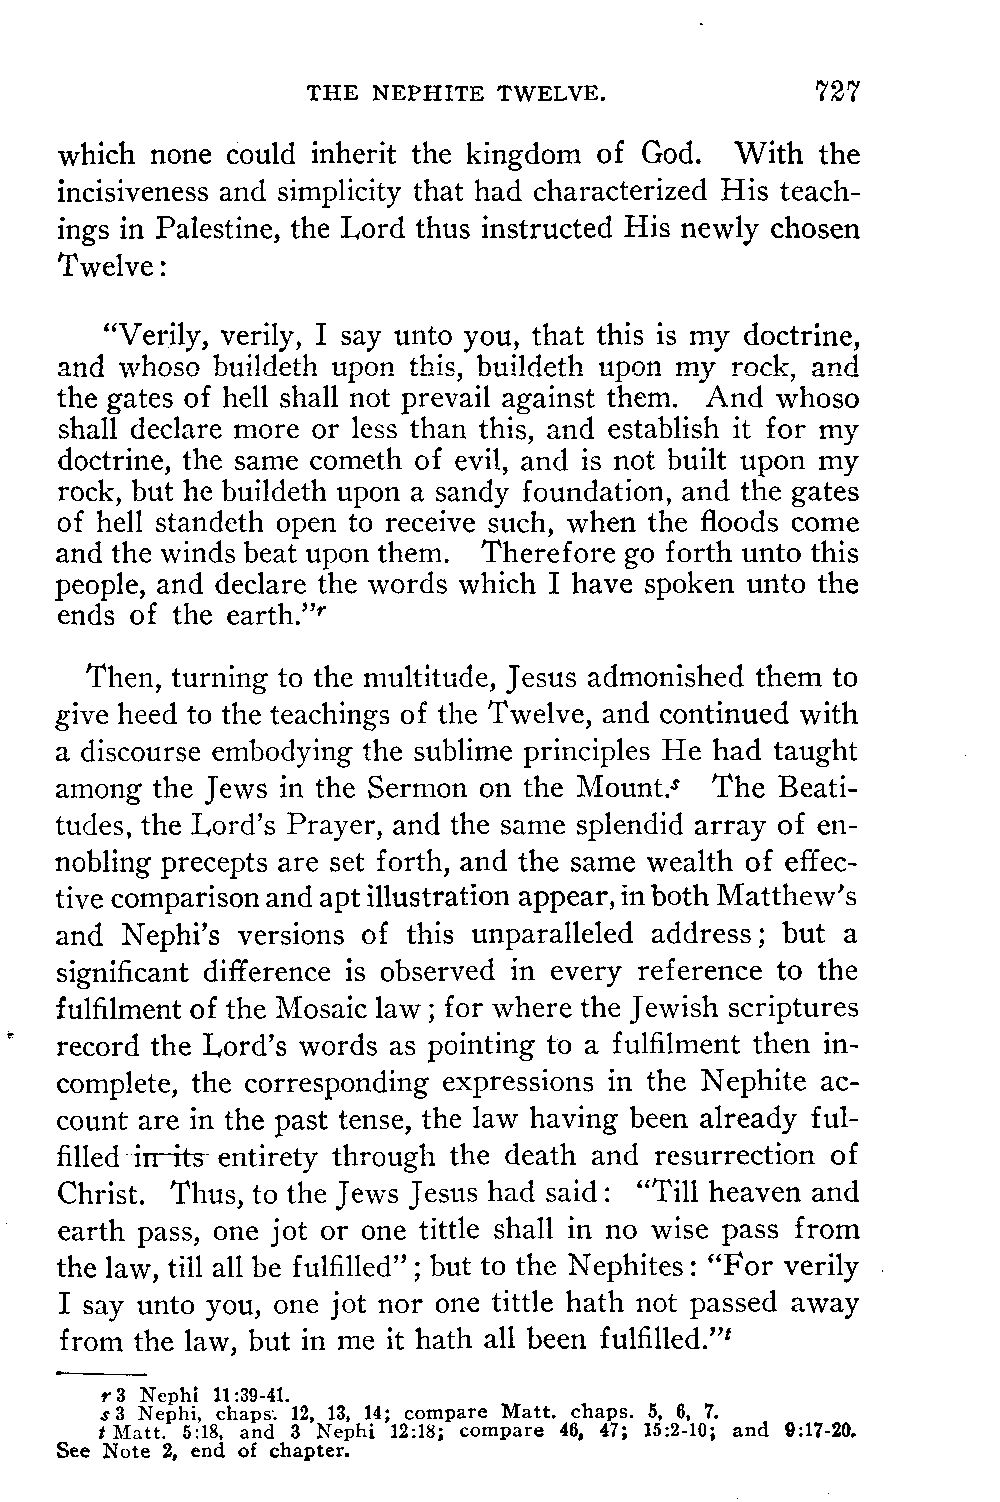 THE NEPHITE TWELVE. 727
which none could inherit the kingdom of God. With the
incisiveness and simplicity that had characterized His teach-
ings in Palestine, the Lord thus instructed His newly chosen
Twelve:
"Verily, verily, I say unto you, that this is my doctrine,
and whoso buildeth upon this, buildeth upon my rock, and
the gates of hell shall not prevail against them. And whoso
shall declare more or less than this, and establish it for my
doctrine, the same cometh of evil, and is not built upon my
rock, but he buildeth upon a sandy foundation, and the gates
of hell standeth open to receive such, when the floods come
and the winds beat upon them. Therefore go forth unto this
people, and declare the words which I have spoken unto the
ends of the earth."r
Then, turning to the multitude, Jesus admonished them to
give heed to the teachings of the Twelve, and continued with
a discourse embodying the sublime principles He had taught
among the Jews in the Sermon on the Mount.s The Beati-
tudes, the Lord's Prayer, and the same splendid array of en-
nobling precepts are set forth, and the same wealth of effec-
tive comparison and apt illustration appear, in both Matthew's
and Nephi's versions of this unparalleled address; but a
significant difference is observed in every reference to the
fulfilment of the Mosaic law; for where the Jewish scriptures
record the Lord's words as pointing to a fulfilment then in-
complete, the corresponding expressions in the Nephite ac-
count are in the past tense, the law having been already ful-
filled in its entirety through the death and resurrection of
Christ. Thus, to the Jews Jesus had said: "Till heaven and
earth pass, one jot or one tittle shall in no wise pass from
the law, till all be fulfilled"; but to the Nephites: "For verily
I say unto you, one jot nor one tittle hath not passed away
from the law, but in me it hath all been fulfilled."t
r 3 Nephi 11:39-41.
s 3 Nephi, chaps. 12, 13, 14; compare Matt. chaps. 5, 6, 7.
t Matt. 5:18, and 3 Nephi 12:18; compare 46, 47; 15:2-10; and 9:17-20.
See Note 2, end of chapter.